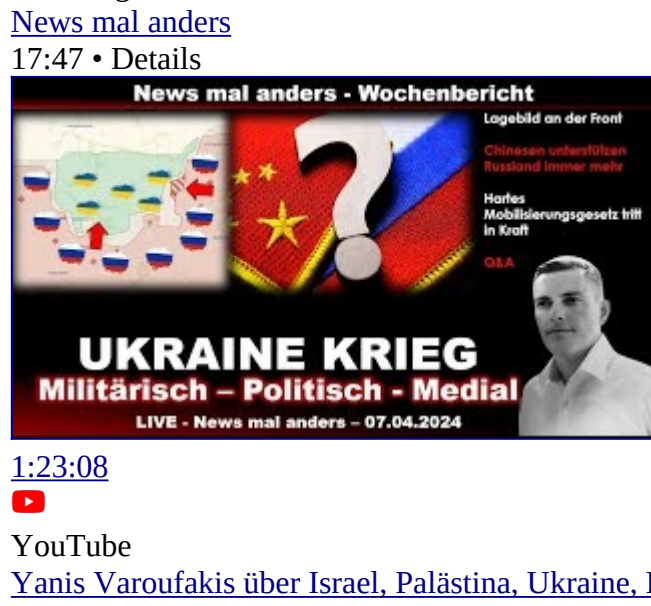 News mal anders
17:47 • Details
News mal anders - Wochenbericht
Lagebild an der Front
Chinesen unterstützen
Russland immer mehr
Hartes
Mobilisierungsgesetz tritt
in Kraft
Q&A
UKRAINE KRIEG
Militärisch – Politisch - Medial
LIVE - News mal anders – 07.04.2024
1:23:08
YouTube
Yanis Varoufakis über Israel, Palästina, Ukraine,